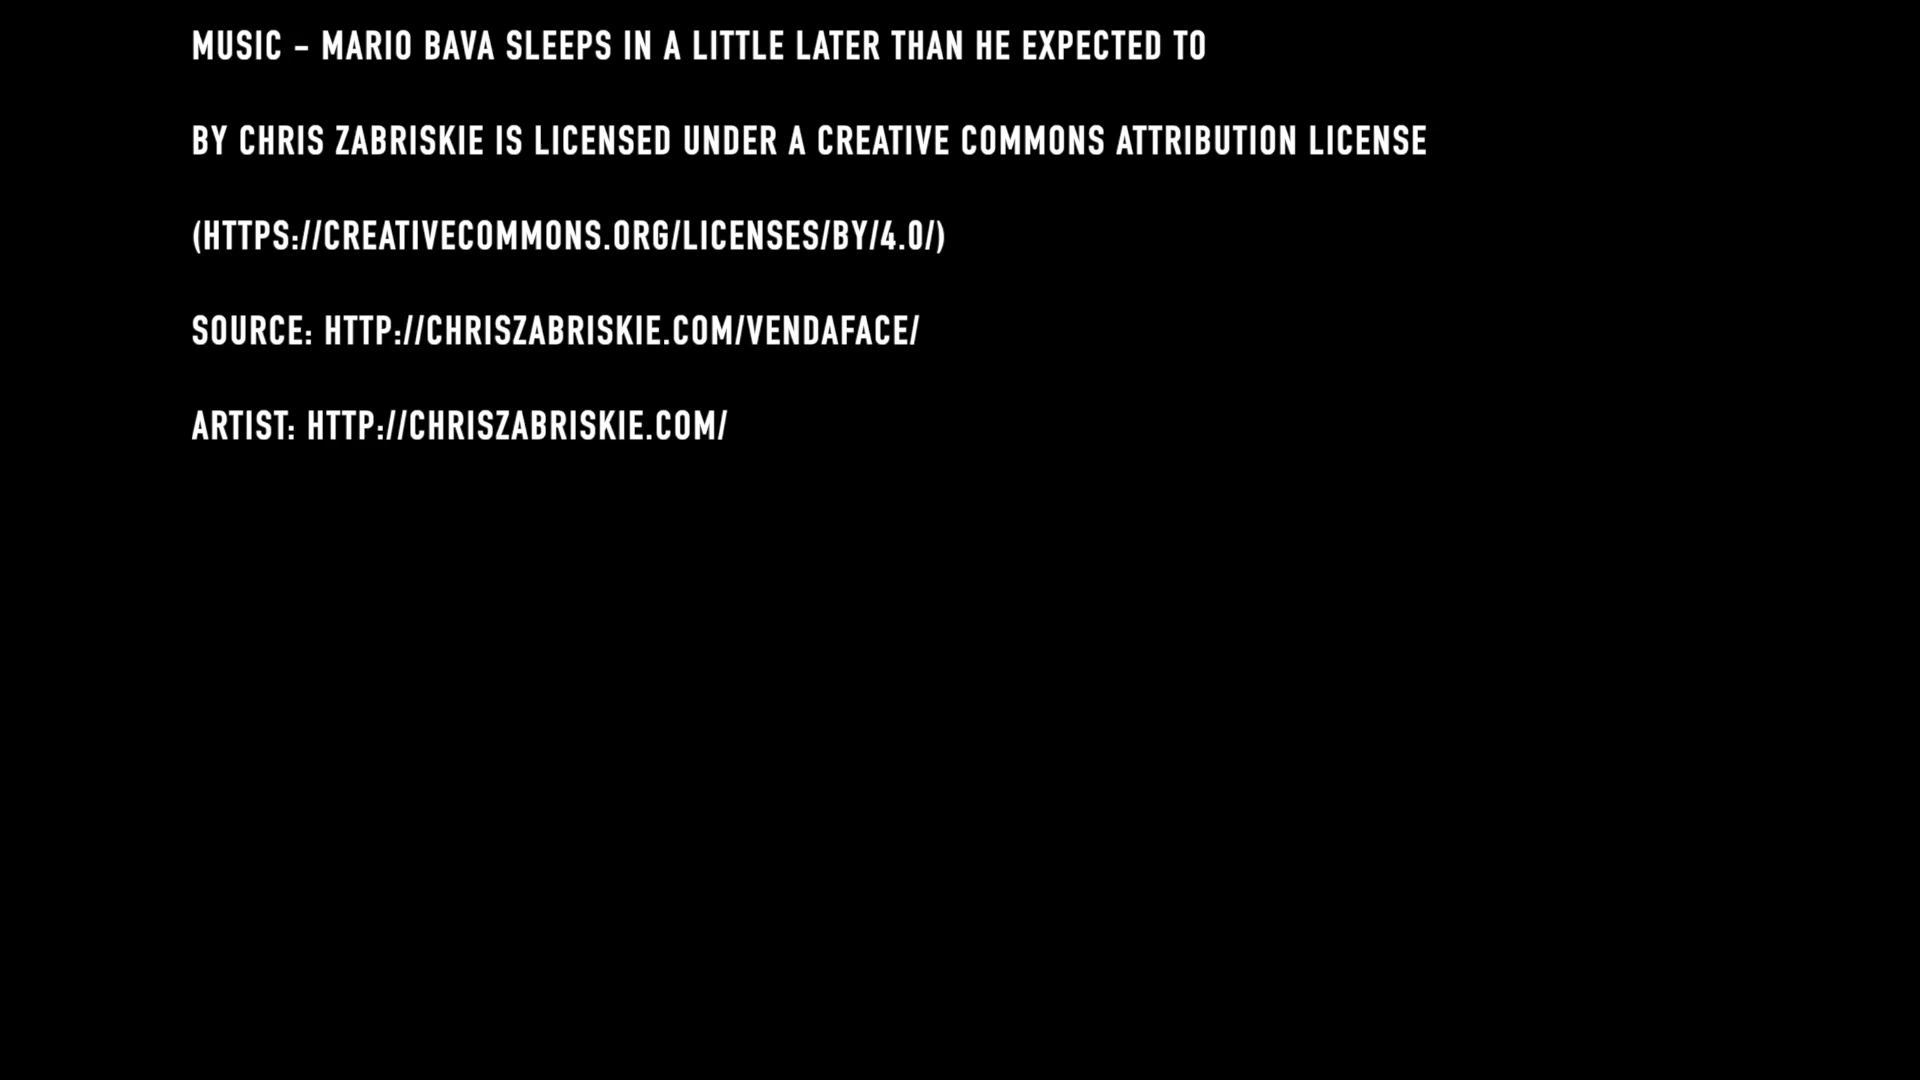 MUSIC – MARIO BAVA SLEEPS IN A LITTLE LATER THAN HE EXPECTED TO
BY CHRIS ZABRISKIE IS LICENSED UNDER A CREATIVE COMMONS ATTRIBUTION LICENSE
(HTTPS://CREATIVECOMMONS.ORG/LICENSES/BY/4.0/)
SOURCE: HTTP://CHRISZABRISKIE.COM/VENDAFACE/
ARTIST: HTTP://CHRISZABRISKIE.COM/